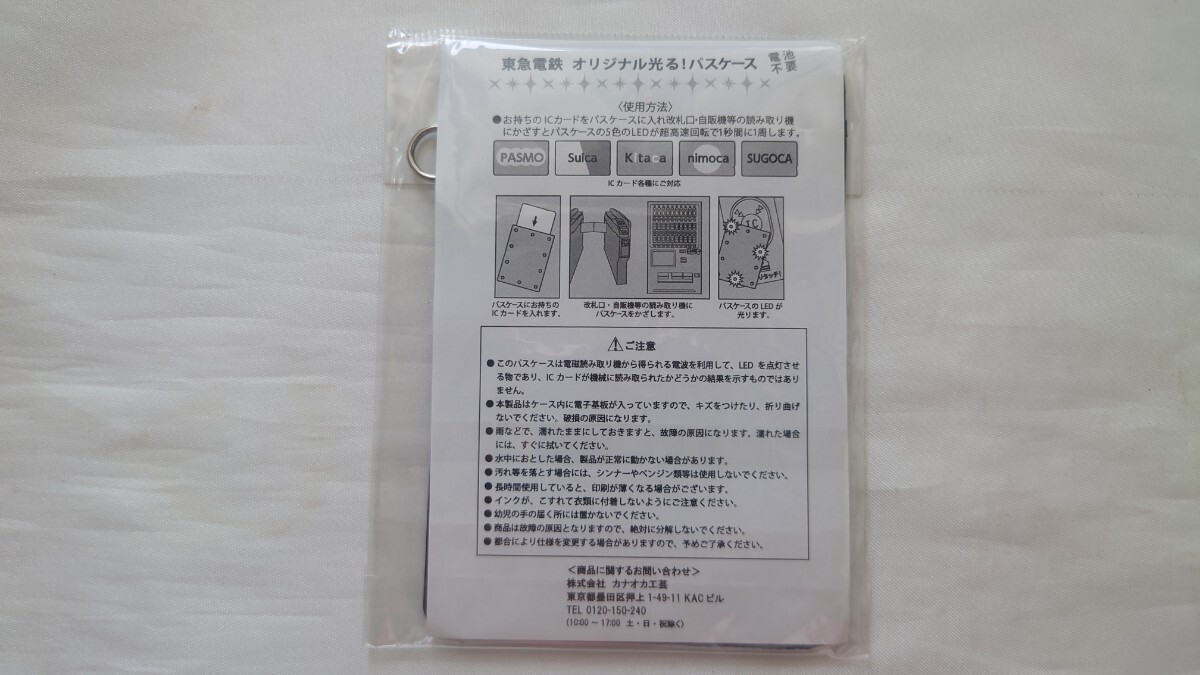 東急電鉄 オリジナル光る!パスケース 電池不要
〈使用方法〉
●お持ちのICカードをパスケースに入れ改札口・自販機等の読み取り機
にかざすとパスケースの5色のLEDが超高速回転で1秒間に1周します。
PASMO Suica Kitaca nimoca SUGOCA
ICカード各種にご対応
IC
タッチ!
パスケースにお持ちの
ICカードを入れます。
改札口・自販機等の読み取り機に
パスケースをかざします。
パスケースのLEDが
光ります。
⚠ご注意
●このパスケースは電磁読み取り機から得られる電波を利用して、LED を点灯させ
る物であり、ICカードが機械に読み取られたかどうかの結果を示すものではあり
ません。
●本製品はケース内に電子基板が入っていますので、キズをつけたり、折り曲げ
ないでください。破損の原因になります。
●雨などで、濡れたままにしておきますと、故障の原因になります。濡れた場合
には、すぐに拭いてください。
●水中におとした場合、製品が正常に動かない場合があります。
●汚れ等を落とす場合には、シンナーやベンジン類等は使用しないでください。
●長時間使用していると、印刷が薄くなる場合がございます。
●インクが、こすれて衣類に付着しないようにご注意ください。
●幼児の手の届く所には置かないでください。
●商品は故障の原因となりますので、絶対に分解しないでください。
●都合により仕様を変更する場合がありますので、予めご了承ください。
＜商品に関するお問い合わせ＞
株式会社 カナオカ工芸
東京都墨田区押上 1-49-11 KACビル
TEL 0120-150-240
(10:00 ～ 17:00 土・日・祝除く)